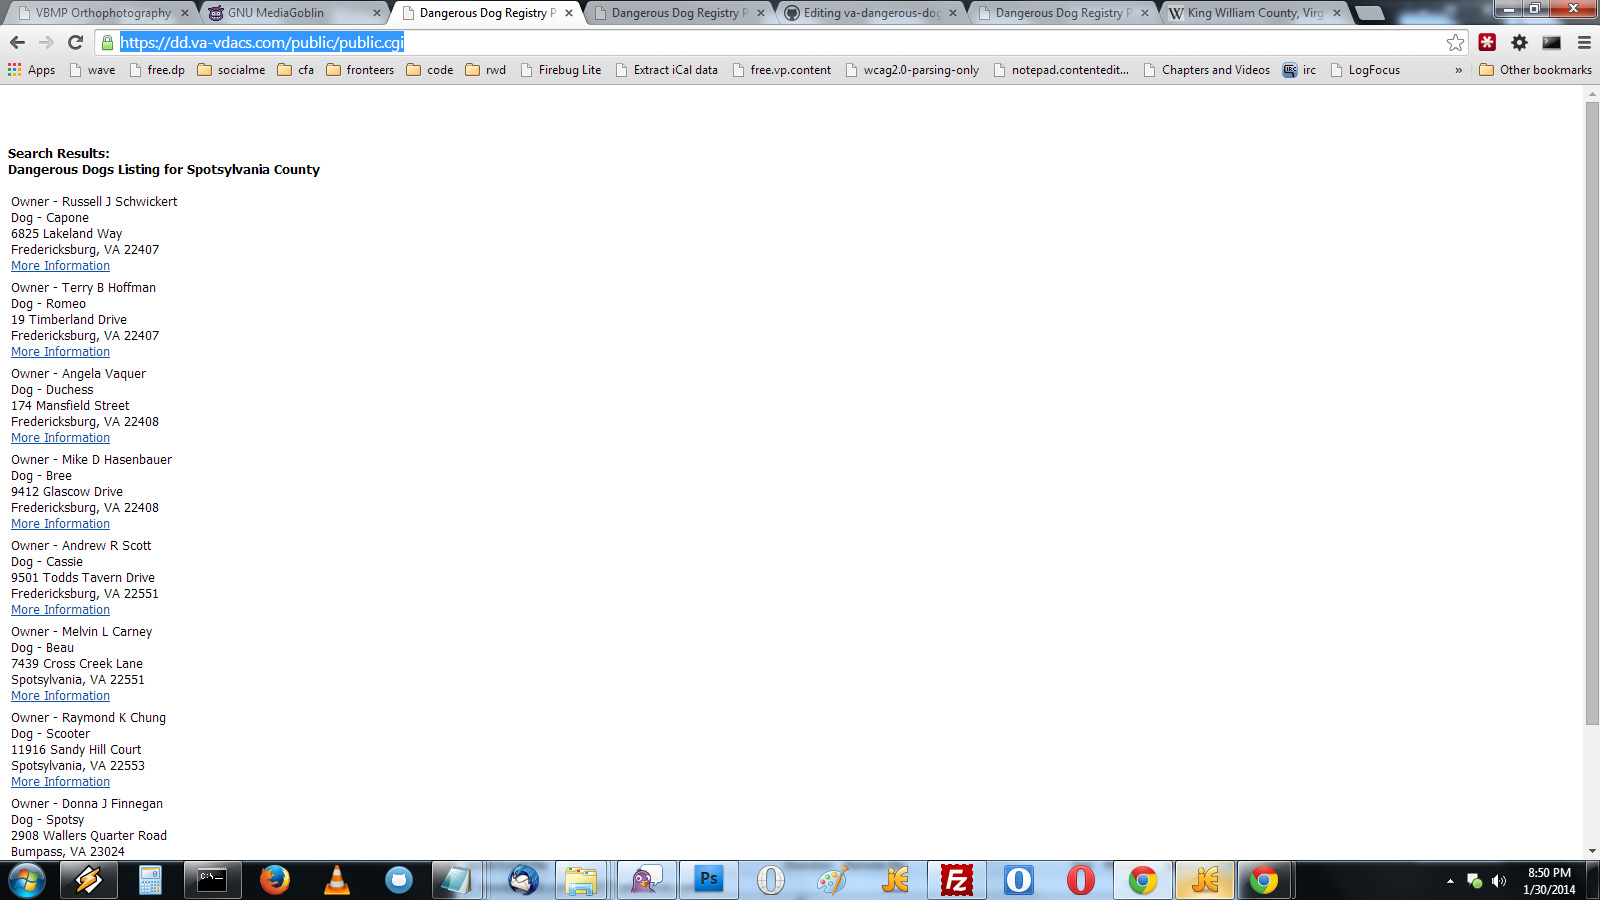 VBMP Orthophotography
GNU MediaGoblin
Dangerous Dog Registry P
Dangerous Dog Registry P
Editing va-dangerous-dog
Dangerous Dog Registry P
King William County, Virg
https://dd.va-vdacs.com/public/public.cgi
Apps
wave
free.dp
socialme
cfa
fronteers
code
rwd
Firebug Lite
Extract iCal data
free.vp.content
wcag2.0-parsing-only
notepad.contentedit...
Chapters and Videos
irc
LogFocus
»
Other bookmarks
Search Results:
Dangerous Dogs Listing for Spotsylvania County
Owner - Russell J Schwickert
Dog - Capone
6825 Lakeland Way
Fredericksburg, VA 22407
More Information
Owner - Terry B Hoffman
Dog - Romeo
19 Timberland Drive
Fredericksburg, VA 22407
More Information
Owner - Angela Vaquer
Dog - Duchess
174 Mansfield Street
Fredericksburg, VA 22408
More Information
Owner - Mike D Hasenbauer
Dog - Bree
9412 Glascow Drive
Fredericksburg, VA 22408
More Information
Owner - Andrew R Scott
Dog - Cassie
9501 Todds Tavern Drive
Fredericksburg, VA 22551
More Information
Owner - Melvin L Carney
Dog - Beau
7439 Cross Creek Lane
Spotsylvania, VA 22551
More Information
Owner - Raymond K Chung
Dog - Scooter
11916 Sandy Hill Court
Spotsylvania, VA 22553
More Information
Owner - Donna J Finnegan
Dog - Spotsy
2908 Wallers Quarter Road
Bumpass, VA 23024
C:\_
Ps
Fz
8:50 PM
1/30/2014